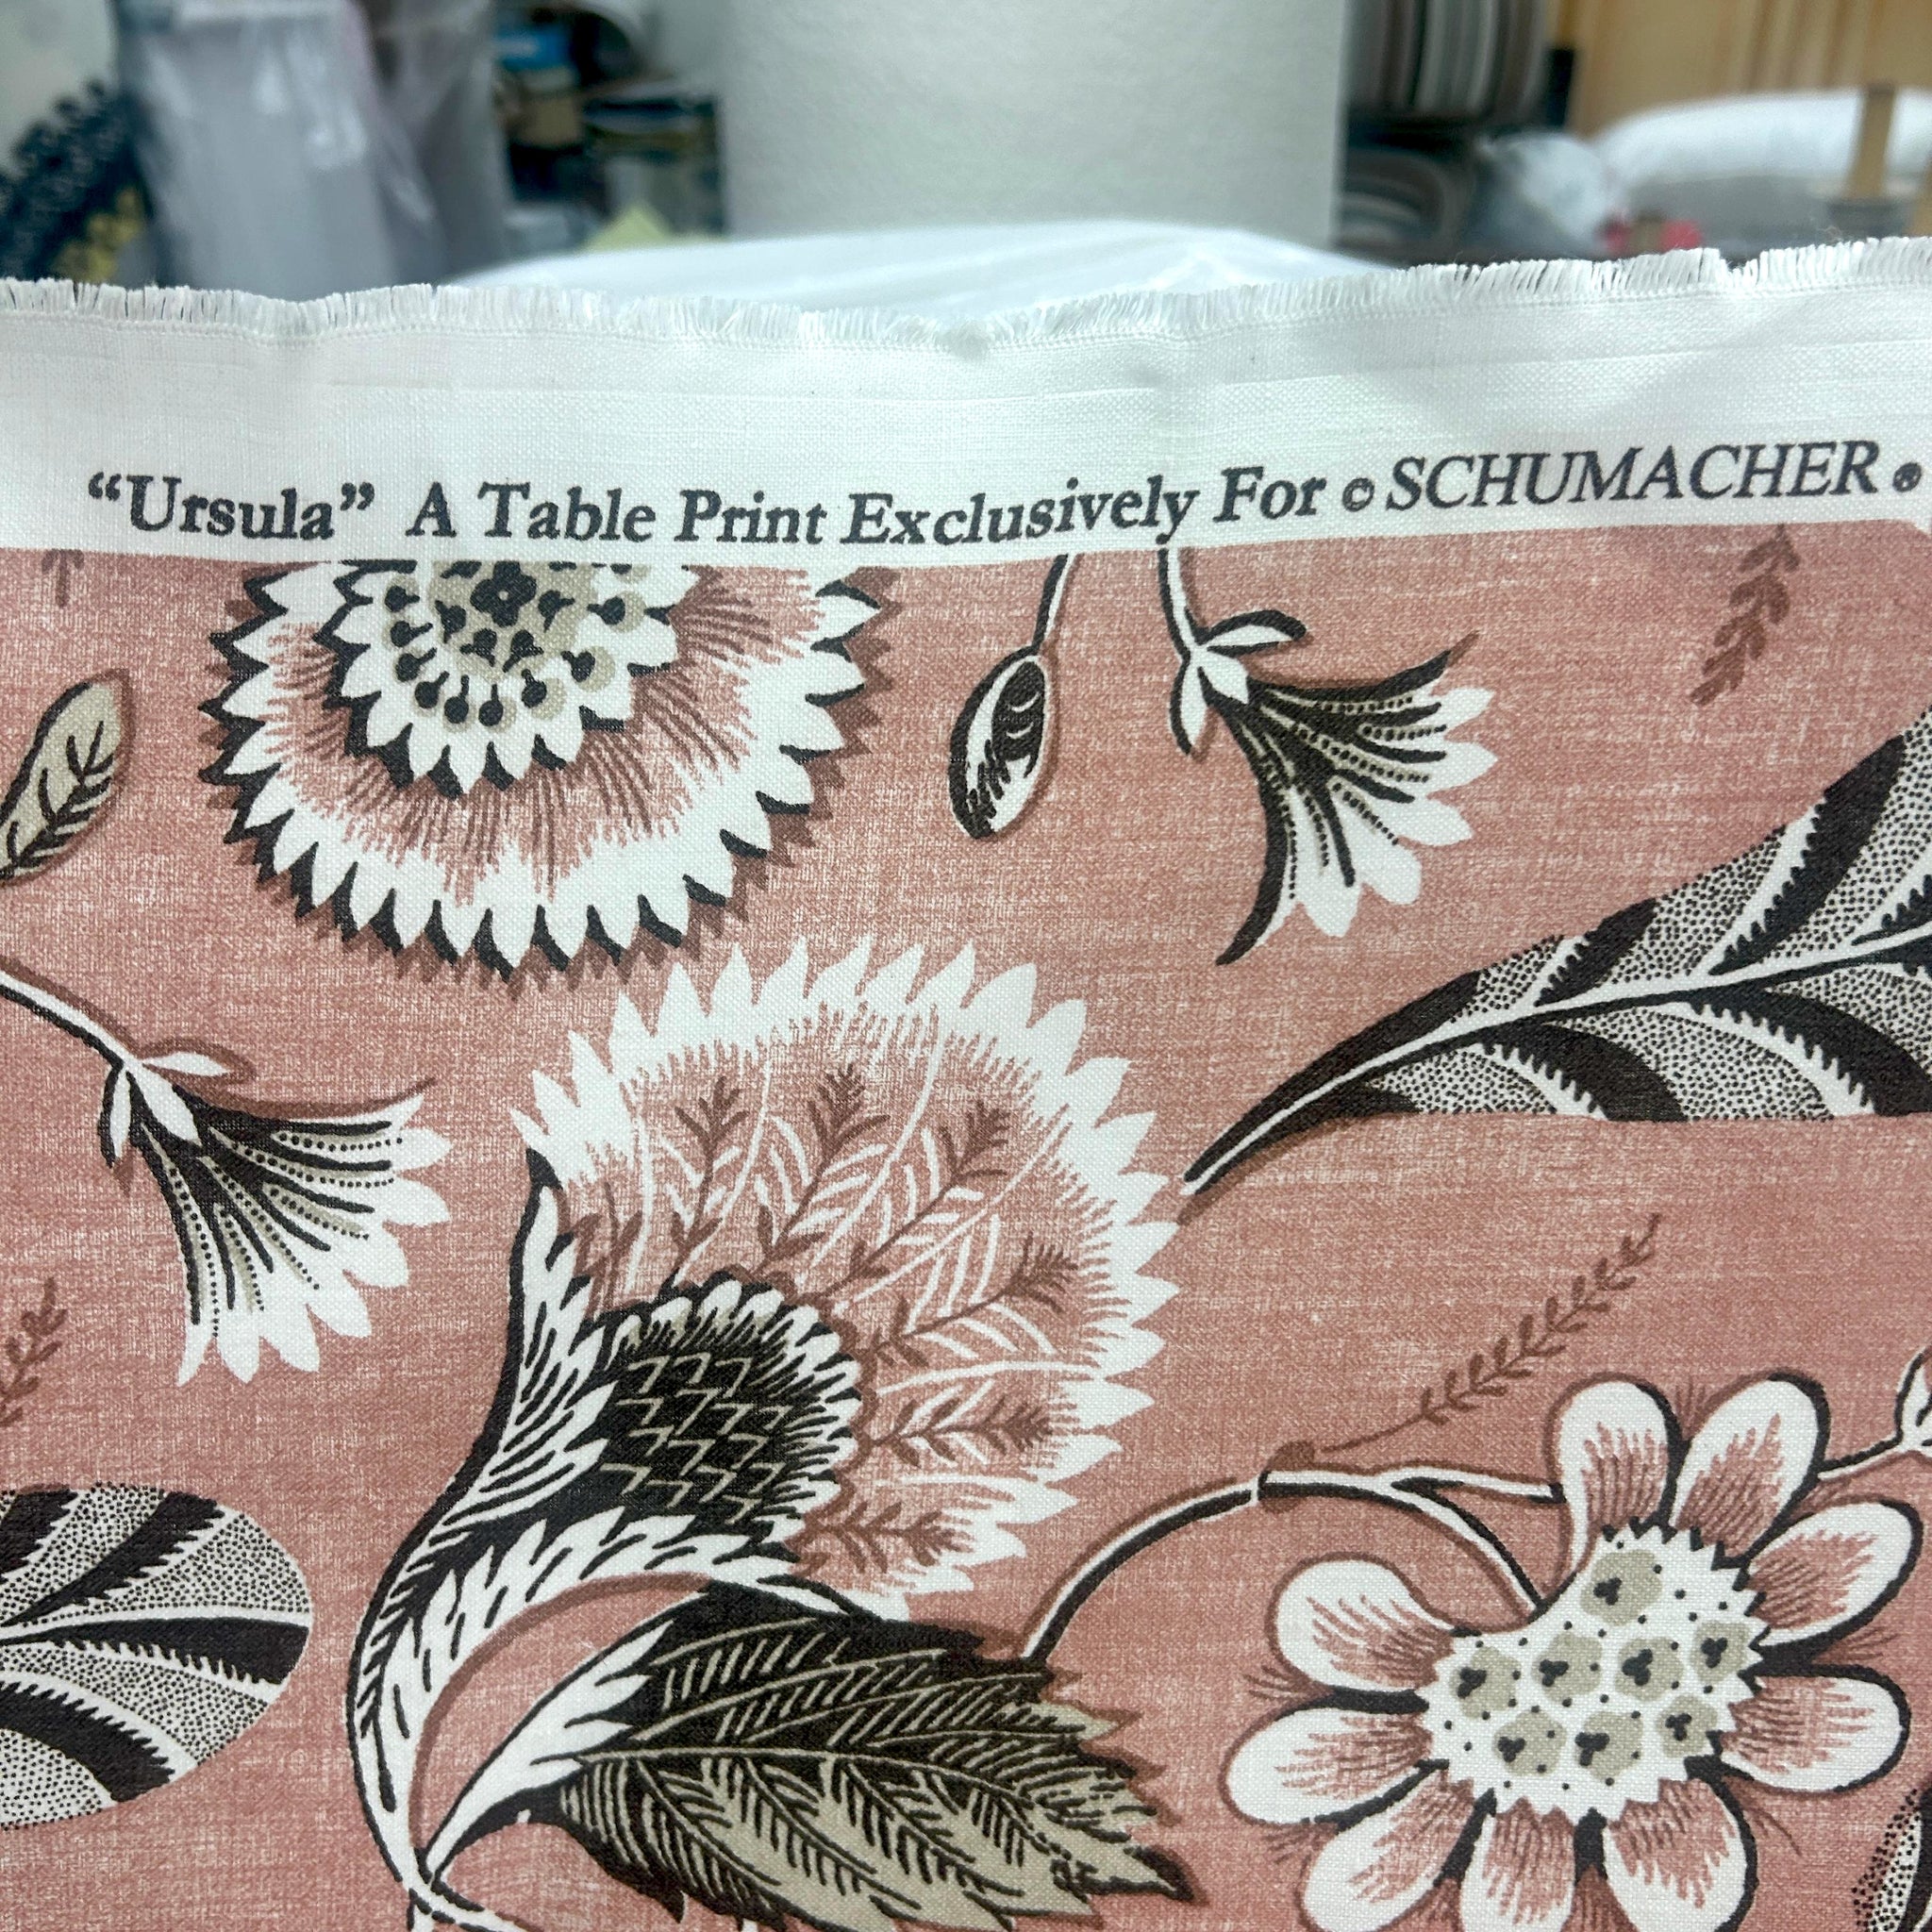 “Ursula” A Table Print Exclusively For © SCHUMACHER ®